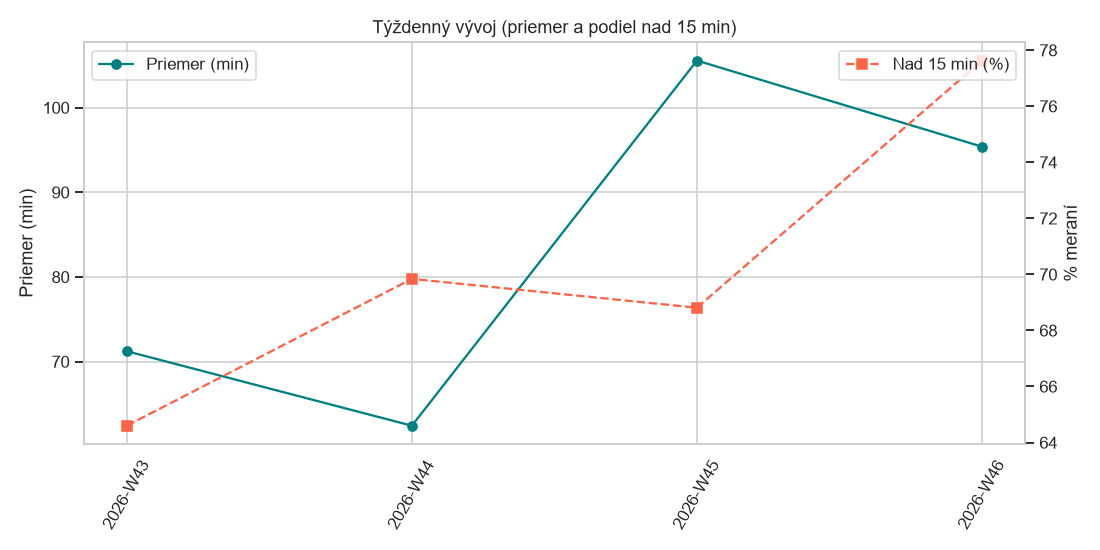 Týždenný vývoj (priemer a podiel nad 15 min)
Priemer (min)
Nad 15 min (%)
Priemer (min)
100
90
80
70
% meraní
78
76
74
72
70
68
66
64
2026-W43
2026-W44
2026-W45
2026-W46